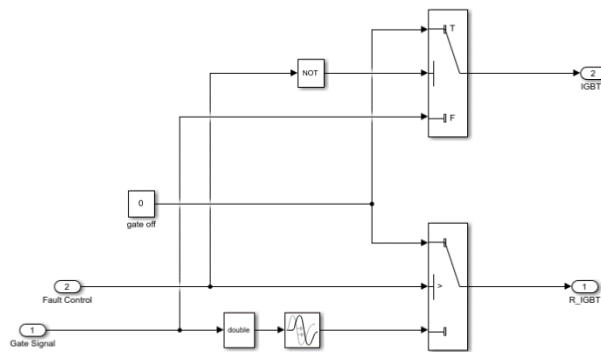 T
NOT
2
IGBT
F
0
gate off
2
Fault Control
>
1
R_IGBT
1
Gate Signal
double